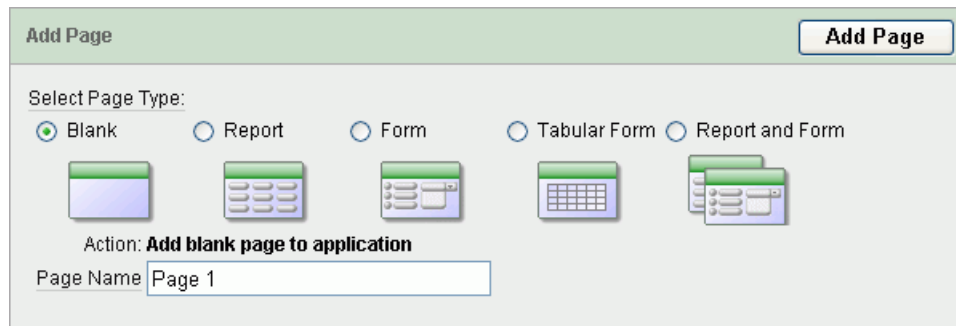 Add Page Add Page
Select Page Type:
Blank Report Form Tabular Form Report and Form
Action: Add blank page to application
Page Name Page 1